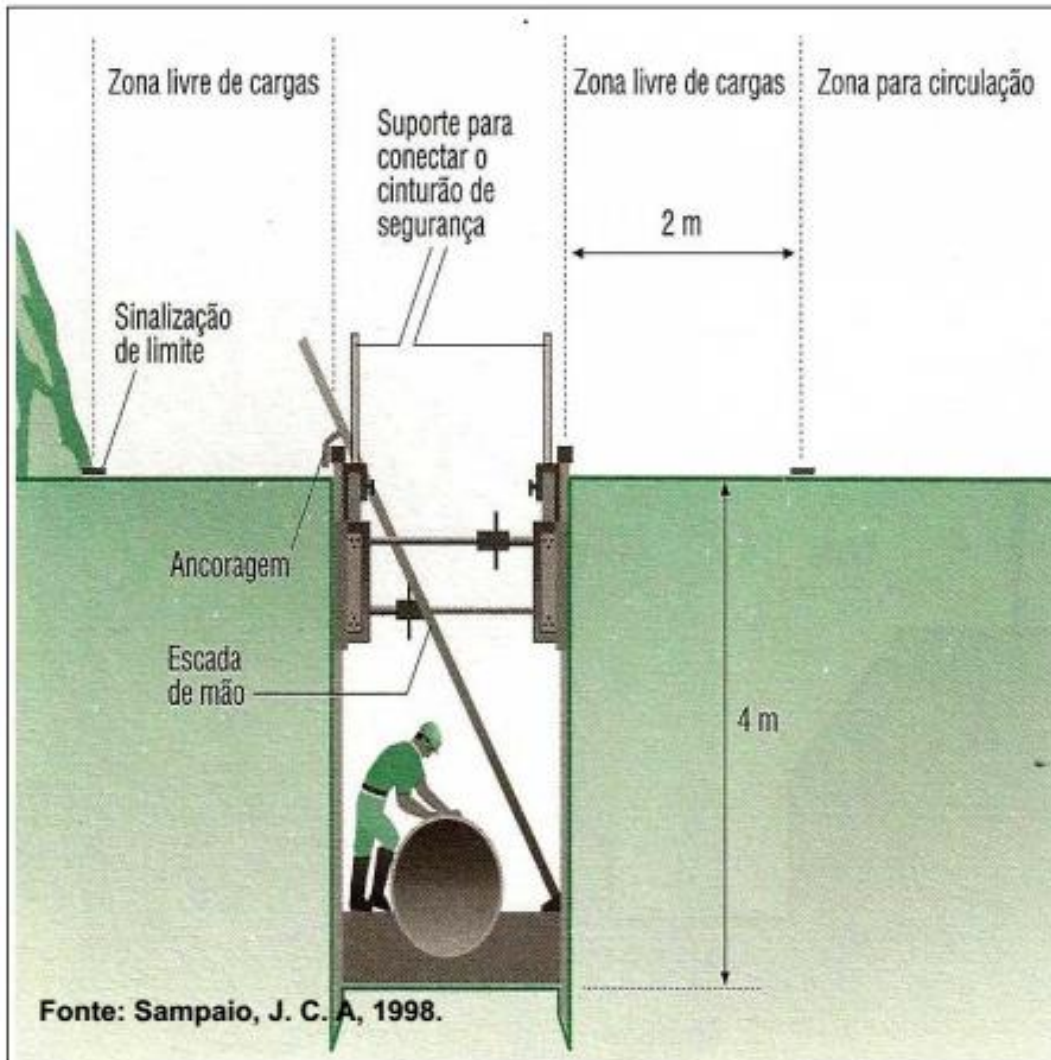 Zona livre de cargas
Zona livre de cargas
Zona para circulação
Suporte para
conectar o
cinturão de
segurança
2 m
Sinalização
de limite
Ancoragem
Escada
de mão
4 m
Fonte: Sampaio, J. C. A, 1998.